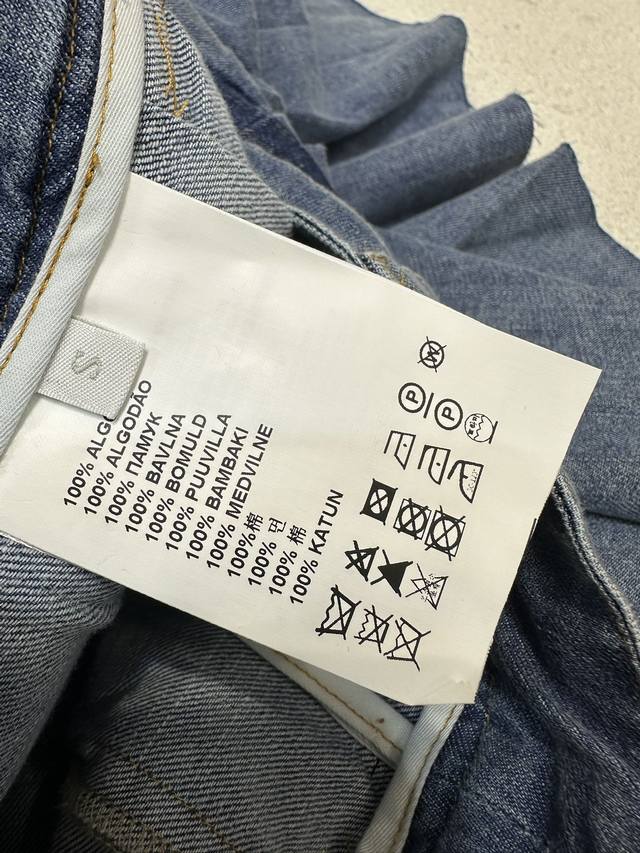 S
100% ALGO
100% ALGODÃO
100% ПАМУК
100% BAVLNA
100% BOMULD
100% PUUVILLA
100% BAMBAKI
100% MEDVILNE
100%棉
100% 면
100% 棉
100% KATUN
P
P